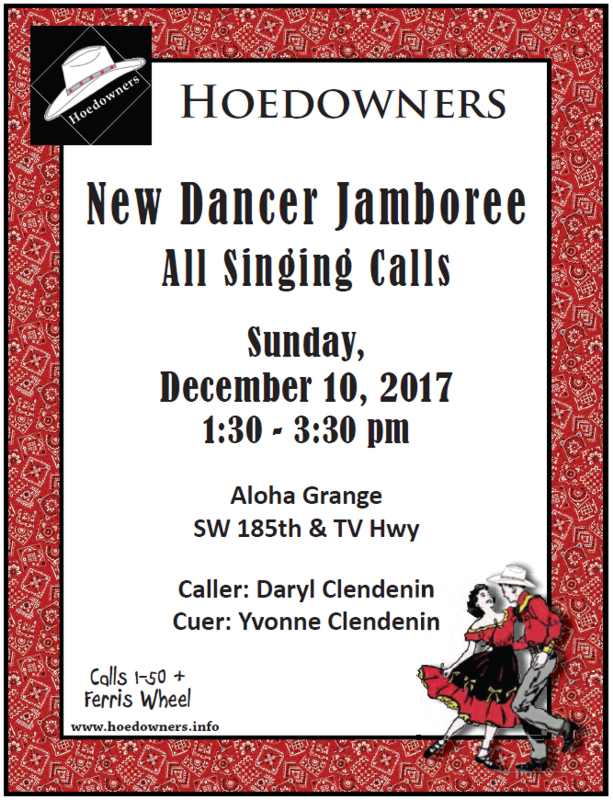 Hoedowners
HOEDOWNERS
New Dancer Jamboree
All Singing Calls
Sunday,
December 10, 2017
1:30 - 3:30 pm
Aloha Grange
SW 185th & TV Hwy
Caller: Daryl Clendenin
Cuer: Yvonne Clendenin
Calls 1-50 +
Ferris Wheel
www.hoedowners.info